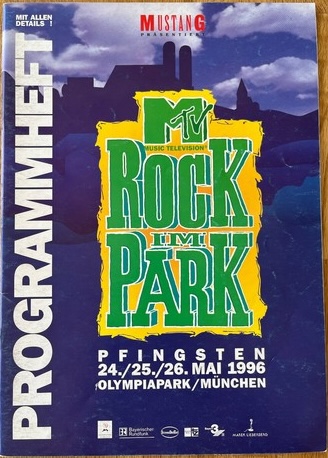 MIT ALLEN
DETAILS !
MUSTANG
PRÄSENTIERT
PROGRAMMHEFT
MTV
MUSIC TELEVISION
ROCK
IM
PARK
PFINGSTEN
24./25./26. MAI 1996
OLYMPIAPARK/MÜNCHEN
Bayerischer
Rundfunk
3